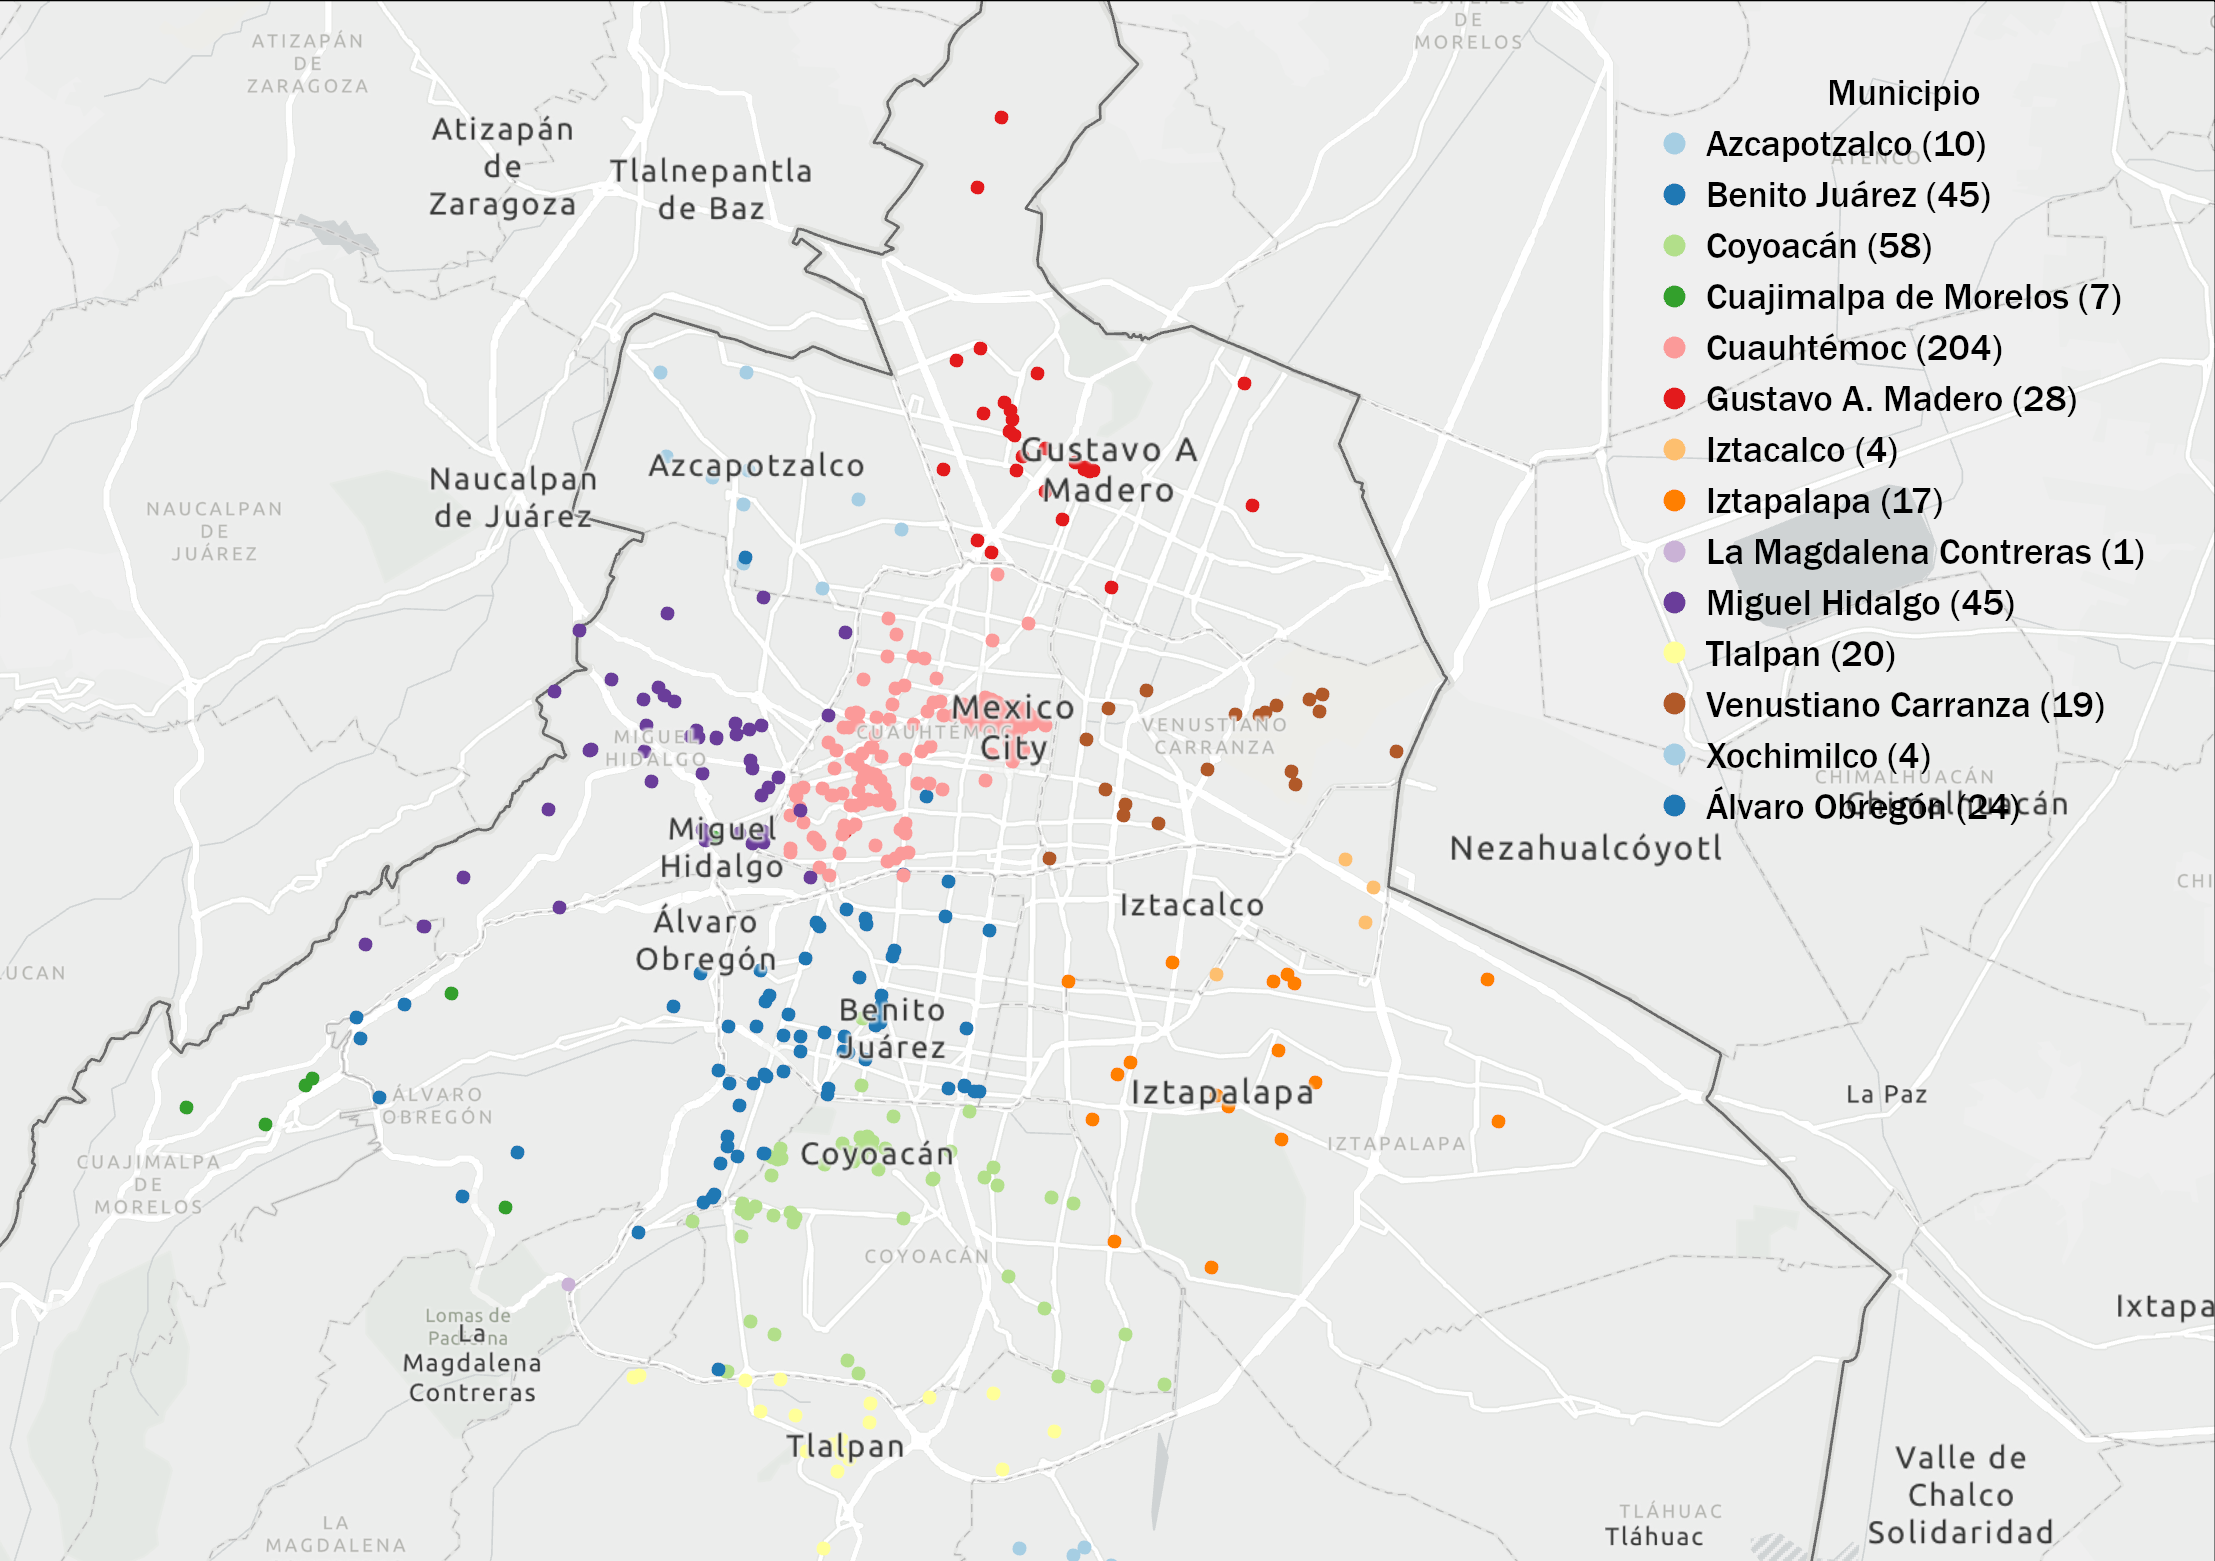 ATIZAPÁN
DE
ZARAGOZA
DE
MORELOS
Atizapán
de
Zaragoza
Tlalnepantla
de Baz
Municipio
Azcapotzalco (10)
ATENCO
Benito Juárez (45)
Coyoacán (58)
Cuajimalpa de Morelos (7)
Cuauhtémoc (204)
Gustavo A. Madero (28)
Iztacalco (4)
Iztapalapa (17)
La Magdalena Contreras (1)
Miguel Hidalgo (45)
Tlalpan (20)
Venustiano Carranza (19)
Xochimilco (4)
Álvaro Obregón (24)
CHIMALHUACÁN
Chimalhuacán
Naucalpan
de Juárez
NAUCALPAN
DE
JUÁREZ
Azcapotzalco
Gustavo A
Madero
Mexico
City
CUAUHTÉMOC
VENUSTIANO
CARRANZA
MIGUEL
HIDALGO
Miguel
Hidalgo
Nezahualcóyotl
CHI
Iztacalco
Álvaro
Obregón
UCAN
Benito
Juárez
Iztapalapa
IZTAPALAPA
La Paz
ÁLVARO
OBREGÓN
CUAJIMALPA
DE
MORELOS
Coyoacán
COYOACÁN
Lomas de
La
Magdalena
Contreras
Ixtapa
Tlalpan
Valle de
Chalco
Solidaridad
TLÁHUAC
Tláhuac
LA
MAGDALENA